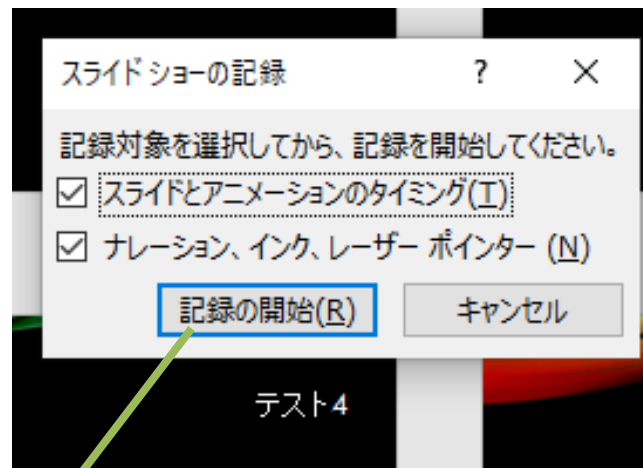 スライド ショーの記録 ? ×
記録対象を選択してから、記録を開始してください。
スライドとアニメーションのタイミング(T)
ナレーション、インク、レーザー ポインター (N)
記録の開始(R) キャンセル
テスト4